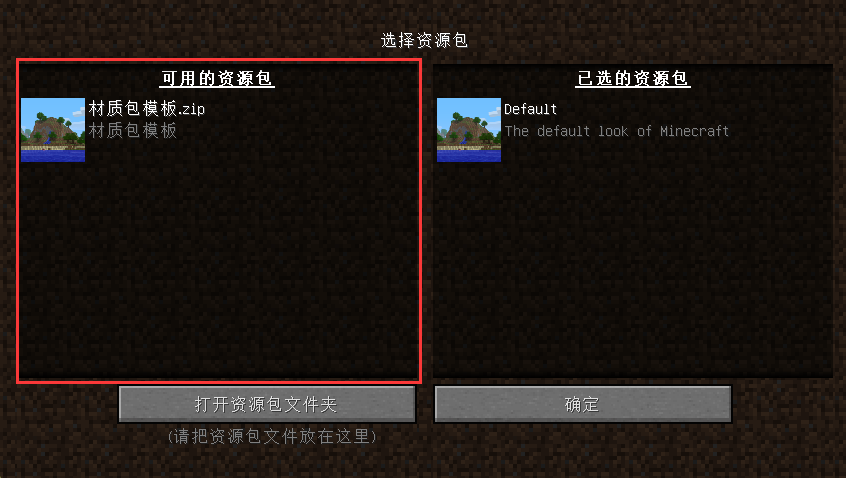 选择资源包
可用的资源包
材质包模板.zip
材质包模板
已选的资源包
Default
The default look of Minecraft
打开资源包文件夹
(请把资源包文件放在这里)
确定